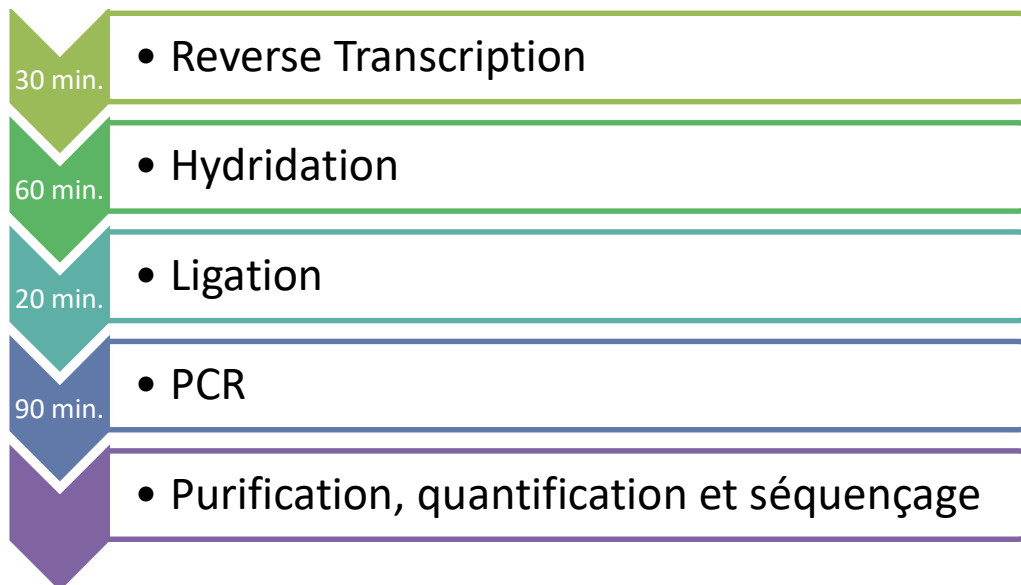 30 min.
• Reverse Transcription
60 min.
• Hydridation
20 min.
• Ligation
90 min.
• PCR
• Purification, quantification et séquençage